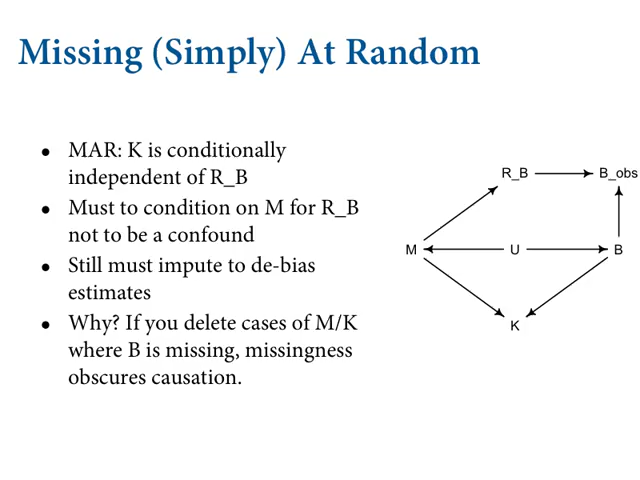 Missing (Simply) At Random
• MAR: K is conditionally
independent of R_B
• Must to condition on M for R_B
not to be a confound
• Still must impute to de-bias
estimates
• Why? If you delete cases of M/K
where B is missing, missingness
obscures causation.
R_B B_obs
M U B
K